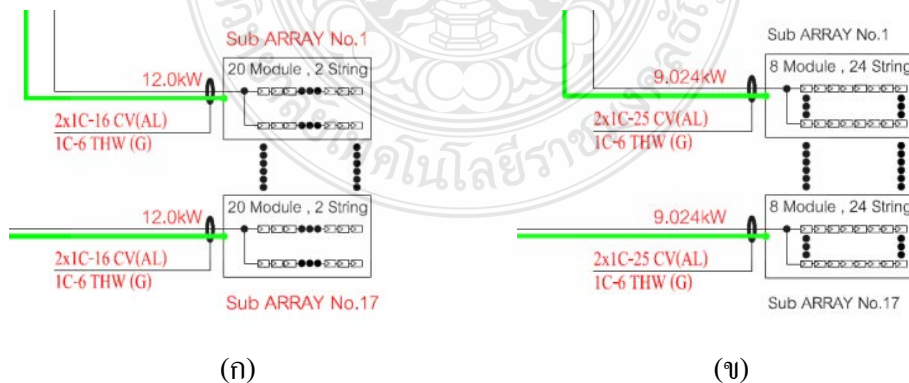 Sub ARRAY No.1
20 Module , 2 String
12.0kW
2x1C-16 CV(AL)
1C-6 THW (G)
20 Module , 2 String
12.0kW
2x1C-16 CV(AL)
1C-6 THW (G)
Sub ARRAY No.17
(ก)
Sub ARRAY No.1
8 Module , 24 String
9.024kW
2x1C-25 CV(AL)
1C-6 THW (G)
8 Module , 24 String
9.024kW
2x1C-25 CV(AL)
1C-6 THW (G)
Sub ARRAY No.17
(ข)